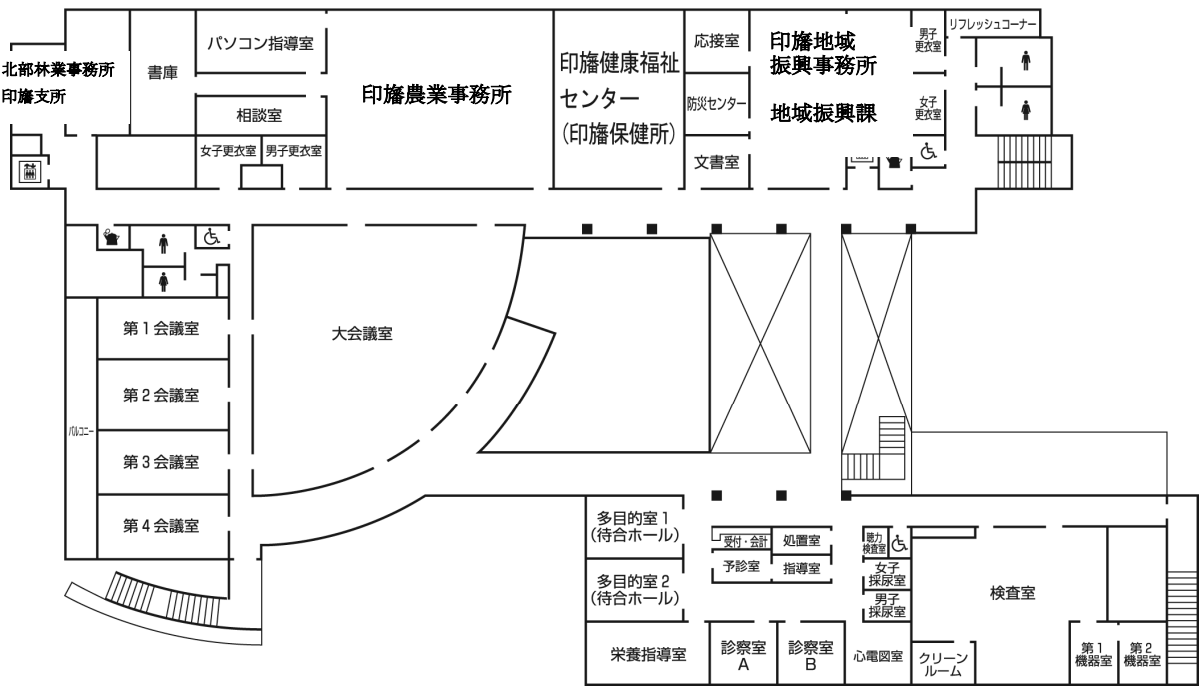 北部林業事務所
印旛支所
書庫
パソコン指導室
相談室
女子更衣室
男子更衣室
印旛農業事務所
印旛健康福祉
センター
(印旛保健所)
応接室
防災センター
文書室
印旛地域
振興事務所
地域振興課
男子
更衣室
女子
更衣室
リフレッシュコーナー
第1会議室
第2会議室
第3会議室
第4会議室
バルコニー
大会議室
多目的室1
(待合ホール)
多目的室2
(待合ホール)
栄養指導室
受付・会計
処置室
予診室
指導室
診察室
A
診察室
B
聴力
検査室
女子
採尿室
男子
採尿室
心電図室
検査室
クリーン
ルーム
第1
機器室
第2
機器室